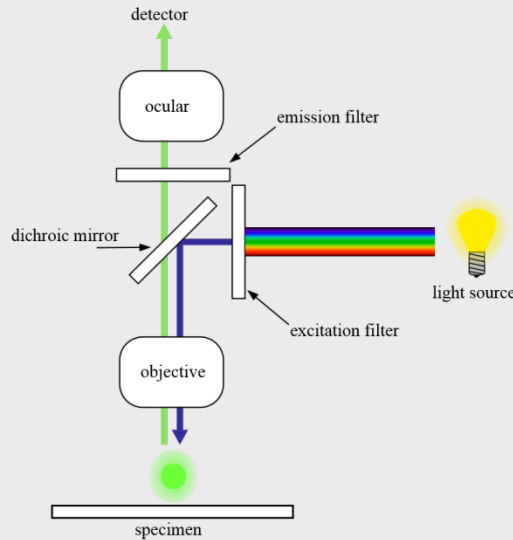 detector
ocular
emission filter
dichroic mirror
light source
excitation filter
objective
specimen